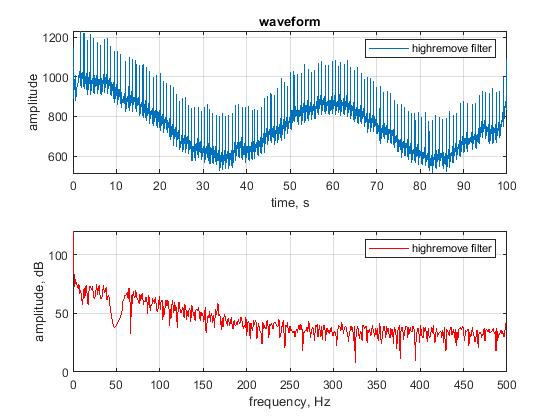 waveform
highremove filter
amplitude
1200
1000
800
600
0 10 20 30 40 50 60 70 80 90 100
time, s
highremove filter
amplitude, dB
100
50
0
0 50 100 150 200 250 300 350 400 450 500
frequency, Hz